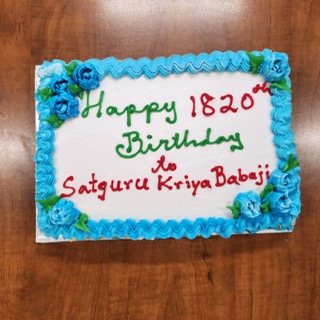 Happy 1820th
Birthday
to
Satguru Kriya Babaji